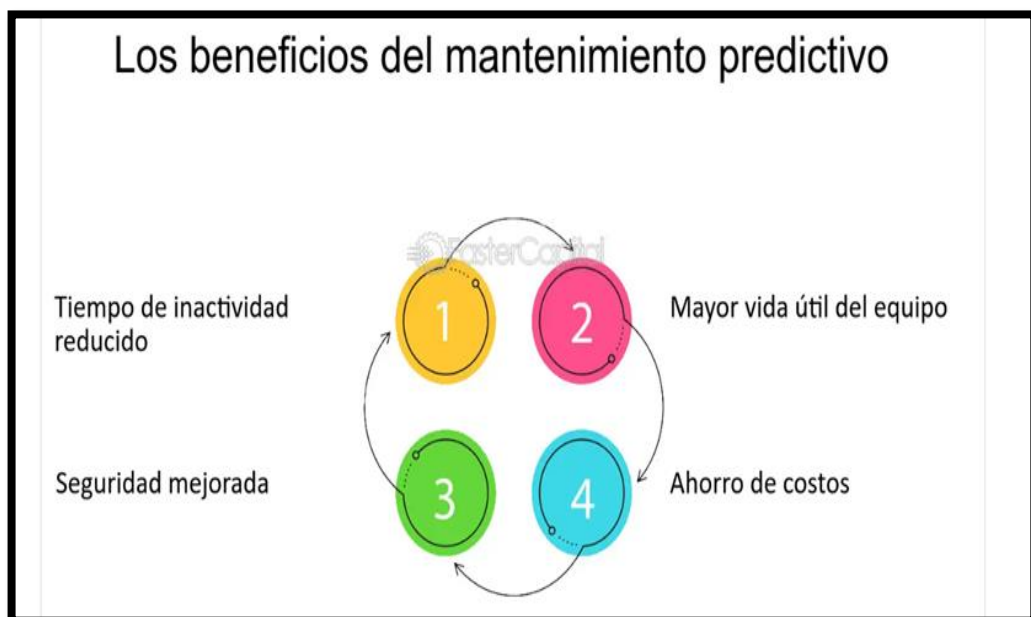 Los beneficios del mantenimiento predictivo
FasterCapital
1
2
Tiempo de inactividad
reducido
Mayor vida útil del equipo
3
4
Seguridad mejorada
Ahorro de costos